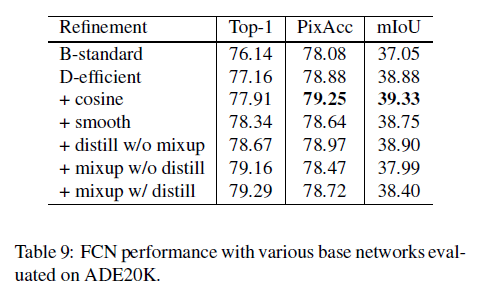 Refinement Top-1 PixAcc mIoU
B-standard 76.14 78.08 37.05
D-efficient 77.16 78.88 38.88
+ cosine 77.91 79.25 39.33
+ smooth 78.34 78.64 38.75
+ distill w/o mixup 78.67 78.97 38.90
+ mixup w/o distill 79.16 78.47 37.99
+ mixup w/ distill 79.29 78.72 38.40
Table 9: FCN performance with various base networks eval-
uated on ADE20K.